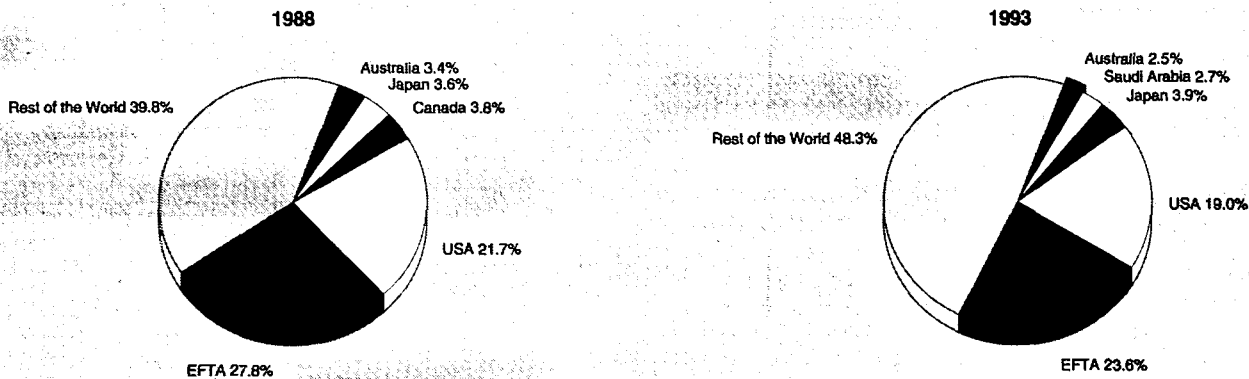 1988
Australia 3.4%
Japan 3.6%
Canada 3.8%
Rest of the World 39.8%
USA 21.7%
EFTA 27.8%
1993
Australia 2.5%
Saudi Arabia 2.7%
Japan 3.9%
Rest of the World 48.3%
USA 19.0%
EFTA 23.6%